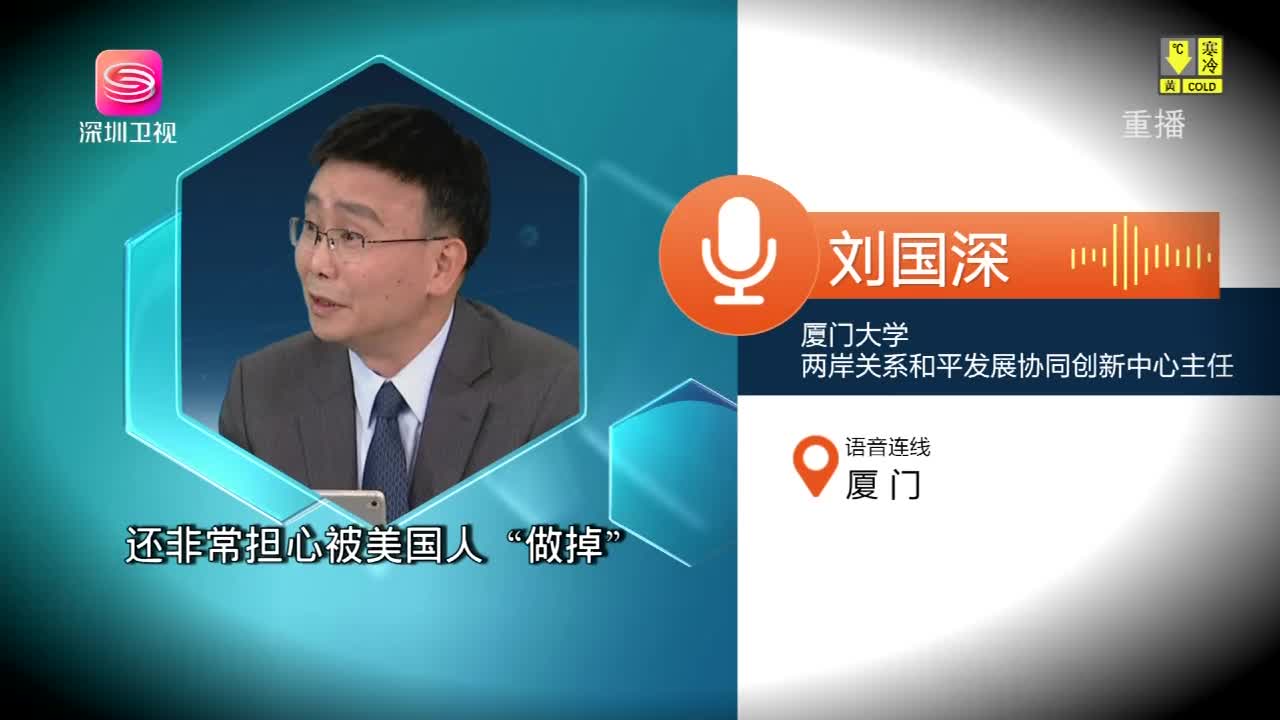 深圳卫视
℃ 寒冷
黄 COLD
重播
刘国深
厦门大学
两岸关系和平发展协同创新中心主任
语音连线
厦门
还非常担心被美国人“做掉”